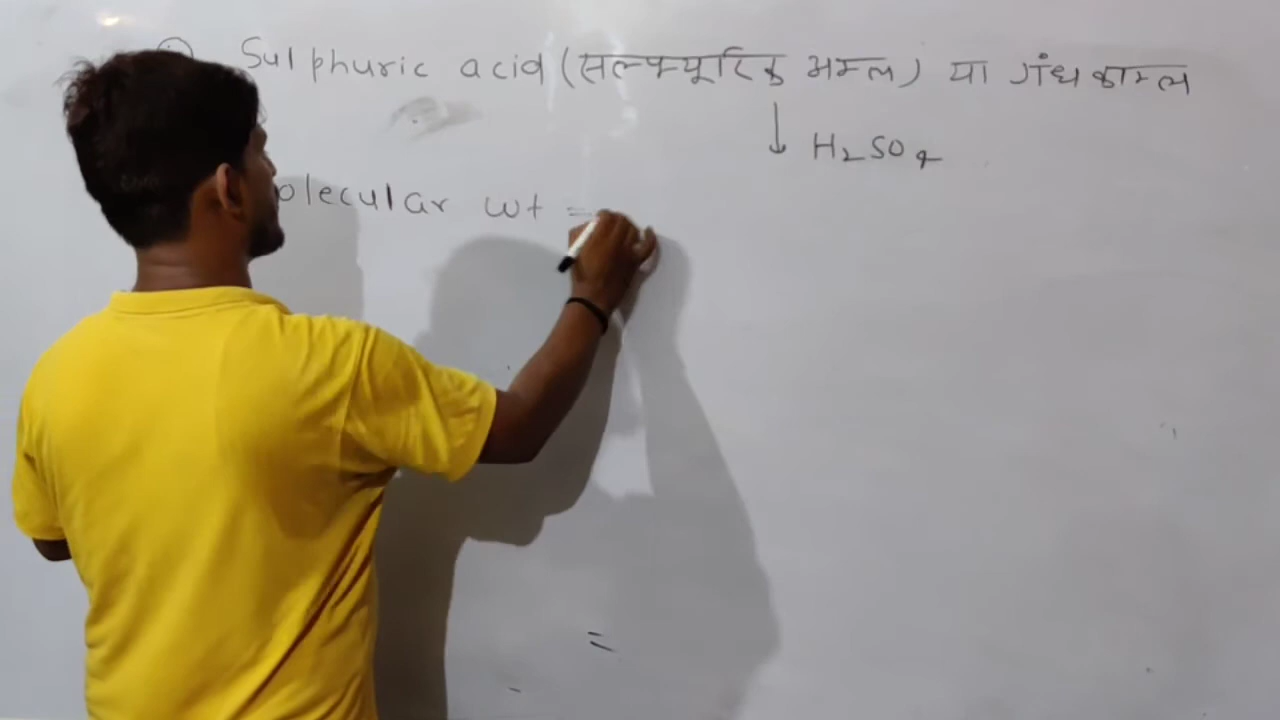 Sulphuric acid (सल्फ्यूरिक अम्ल) या गंधकाम्ल
↓ H₂SO₄
olecular wt =
=